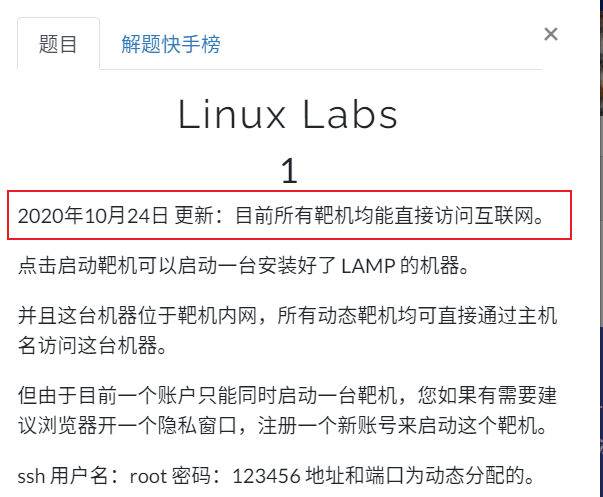 题目 解题快手榜 ×
Linux Labs
1
2020年10月24日 更新：目前所有靶机均能直接访问互联网。
点击启动靶机可以启动一台安装好了 LAMP 的机器。
并且这台机器位于靶机内网，所有动态靶机均可直接通过主机
名访问这台机器。
但由于目前一个账户只能同时启动一台靶机，您如果有需要建
议浏览器开一个隐私窗口，注册一个新账号来启动这个靶机。
ssh 用户名：root 密码：123456 地址和端口为动态分配的。